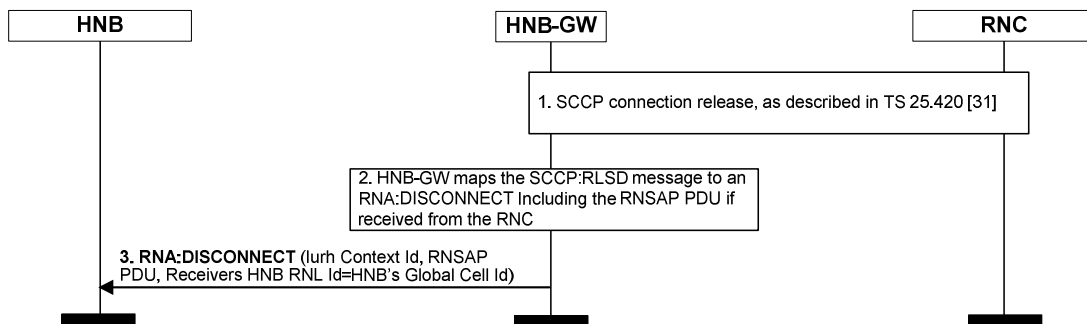 HNB
HNB-GW
RNC
1. SCCP connection release, as described in TS 25.420 [31]
2. HNB-GW maps the SCCP:RLSD message to an
RNA:DISCONNECT Including the RNSAP PDU if
received from the RNC
3. RNA:DISCONNECT (Iurh Context Id, RNSAP
PDU, Receivers HNB RNL Id=HNB's Global Cell Id)